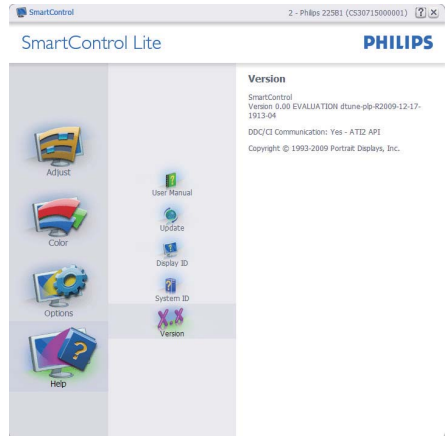 SmartControl
2 - Philips 225B1 (CS30715000001)
? X
SmartControl Lite
PHILIPS
Adjust
Color
Options
Help
User Manual
Update
Display ID
System ID
X.X
Version
Version
SmartControl
Version 0.00 EVALUATION dtune-plp-R2009-12-17-
1913-04
DDC/CI Communication: Yes - ATI2 API
Copyright © 1993-2009 Portrait Displays, Inc.